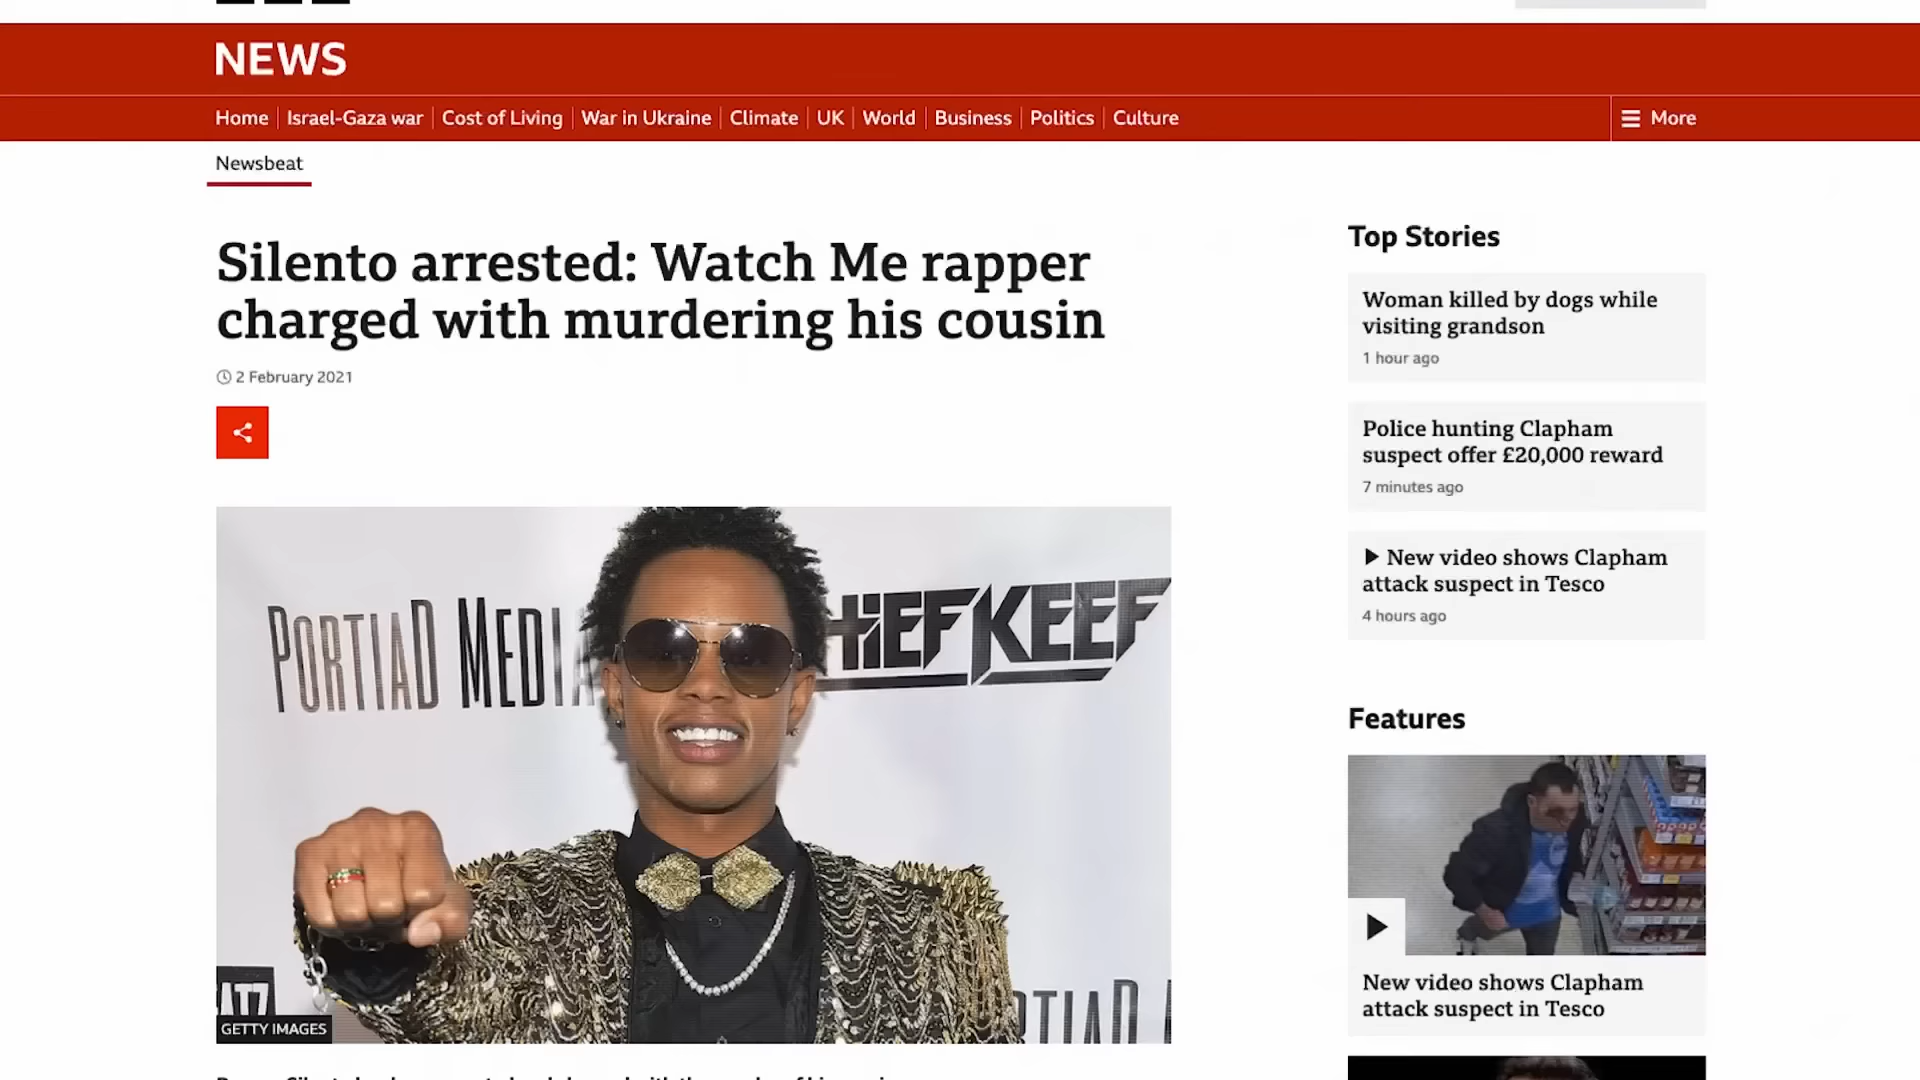 NEWS
Home
Israel-Gaza war
Cost of Living
War in Ukraine
Climate
UK
World
Business
Politics
Culture
More
Newsbeat
Silento arrested: Watch Me rapper
charged with murdering his cousin
2 February 2021
PORTIAD MEDIA
HIEF KEEF
ATZ
RTIAD
GETTY IMAGES
Top Stories
Woman killed by dogs while
visiting grandson
1 hour ago
Police hunting Clapham
suspect offer £20,000 reward
7 minutes ago
New video shows Clapham
attack suspect in Tesco
4 hours ago
Features
New video shows Clapham
attack suspect in Tesco